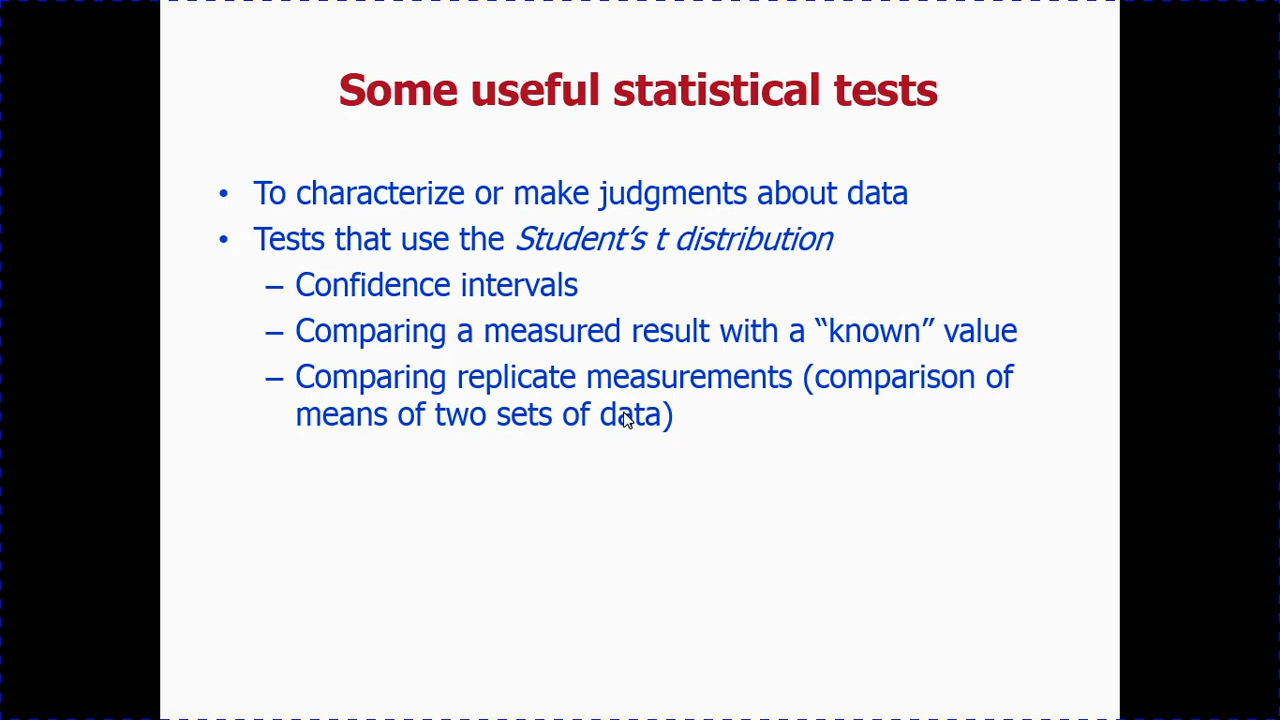 Some useful statistical tests
• To characterize or make judgments about data
• Tests that use the Student’s t distribution
– Confidence intervals
– Comparing a measured result with a “known” value
– Comparing replicate measurements (comparison of
means of two sets of data)